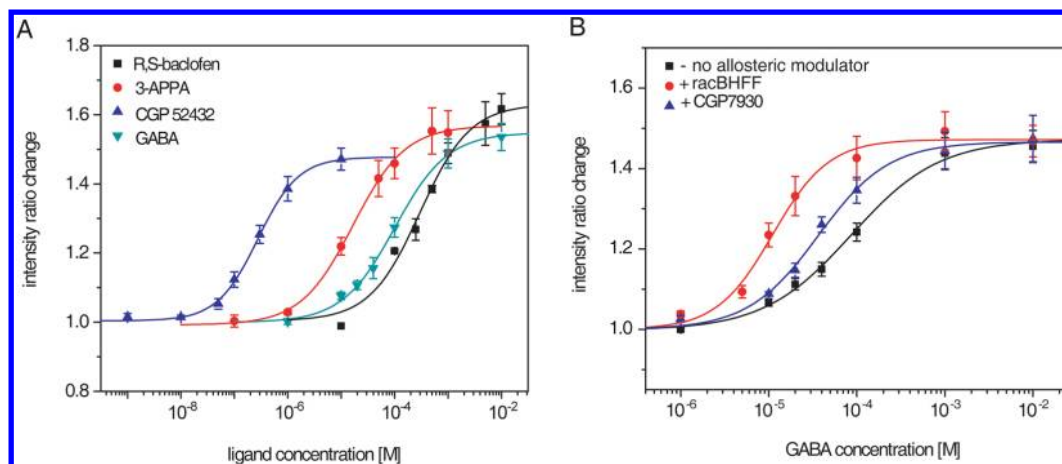 A
1.8
1.6
1.4
1.2
1.0
0.8
intensity ratio change
R,S-baclofen
3-APPA
CGP 52432
GABA
10⁻⁸
10⁻⁶
10⁻⁴
10⁻²
ligand concentration [M]
B
1.6
1.4
1.2
1.0
intensity ratio change
- no allosteric modulator
+ racBHFF
+ CGP7930
10⁻⁶
10⁻⁵
10⁻⁴
10⁻³
10⁻²
GABA concentration [M]